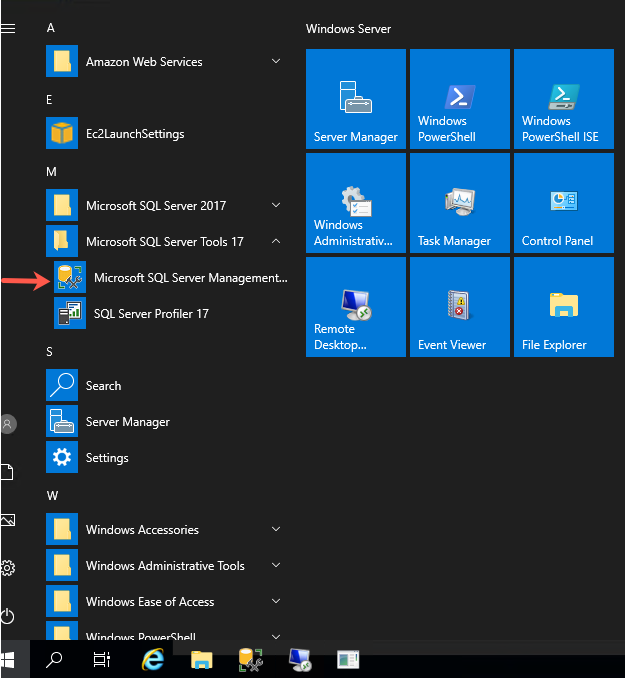 A
Amazon Web Services
E
Ec2LaunchSettings
M
Microsoft SQL Server 2017
Microsoft SQL Server Tools 17
Microsoft SQL Server Management...
SQL Server Profiler 17
S
Search
Server Manager
Settings
W
Windows Accessories
Windows Administrative Tools
Windows Ease of Access
Windows PowerShell
Windows Server
Server Manager
Windows
PowerShell
Windows
PowerShell ISE
Windows
Administrativ...
Task Manager
Control Panel
Remote
Desktop...
Event Viewer
File Explorer